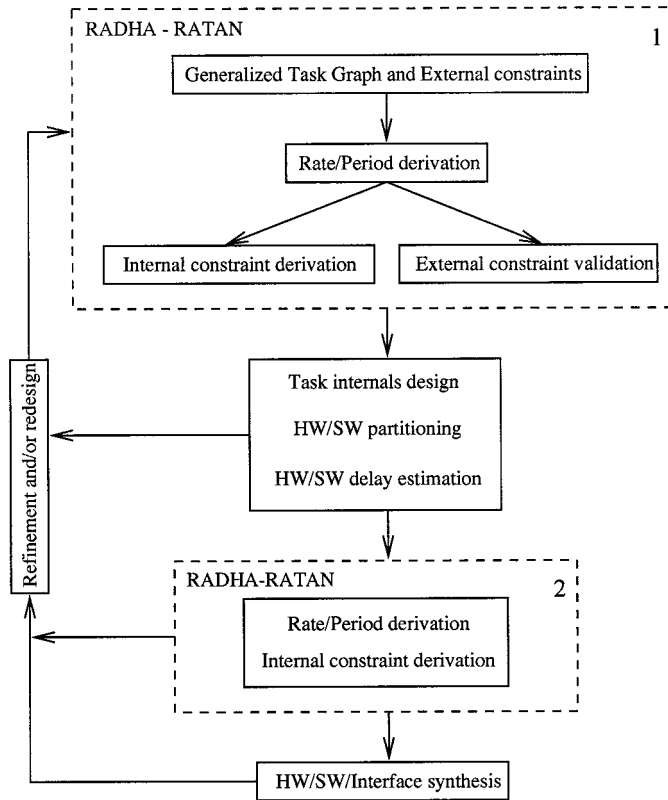 RADHA - RATAN
1
Generalized Task Graph and External constraints
Rate/Period derivation
Internal constraint derivation
External constraint validation
Task internals design
HW/SW partitioning
HW/SW delay estimation
Refinement and/or redesign
RADHA-RATAN
2
Rate/Period derivation
Internal constraint derivation
HW/SW/Interface synthesis